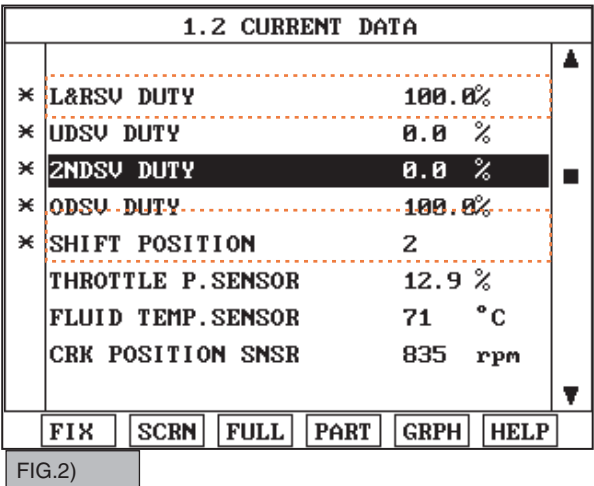 1.2 CURRENT DATA
* L&RSV DUTY 100.0%
* UDSV DUTY 0.0 %
* 2NDSV DUTY 0.0 %
* ODSV DUTY 100.0%
* SHIFT POSITION 2
THROTTLE P.SENSOR 12.9 %
FLUID TEMP.SENSOR 71 °C
CRK POSITION SNSR 835 rpm
FIX SCRN FULL PART GRPH HELP
FIG.2)